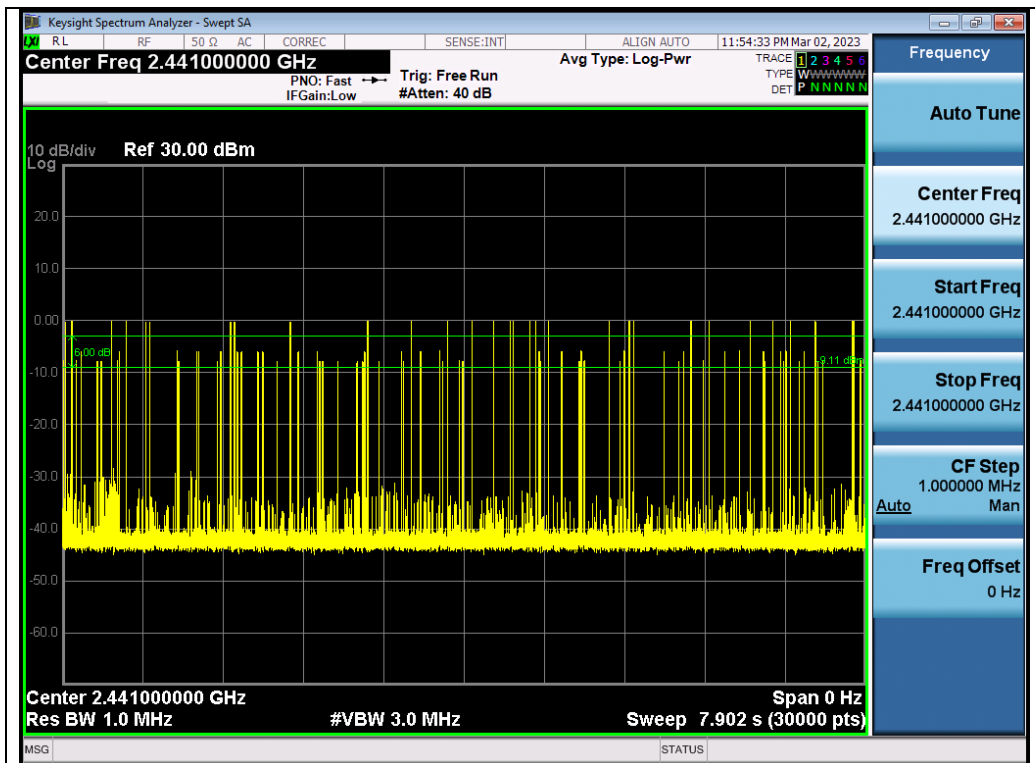 Keysight Spectrum Analyzer - Swept SA
LXI RL RF 50 Ω AC CORREC SENSE:INT ALIGN AUTO 11:54:33 PM Mar 02, 2023
Center Freq 2.441000000 GHz
PNO: Fast
IFGain:Low
Trig: Free Run
#Atten: 40 dB
Avg Type: Log-Pwr
TRACE 1 2 3 4 5 6
TYPE WWWWWWW
DET P N N N N N
10 dB/div Ref 30.00 dBm
Log
20.0
10.0
0.00
6.00 dB
-9.11 dBm
-10.0
-20.0
-30.0
-40.0
-50.0
-60.0
Center 2.441000000 GHz Span 0 Hz
Res BW 1.0 MHz #VBW 3.0 MHz Sweep 7.902 s (30000 pts)
MSG STATUS
Frequency
Auto Tune
Center Freq
2.441000000 GHz
Start Freq
2.441000000 GHz
Stop Freq
2.441000000 GHz
CF Step
1.000000 MHz
Auto Man
Freq Offset
0 Hz